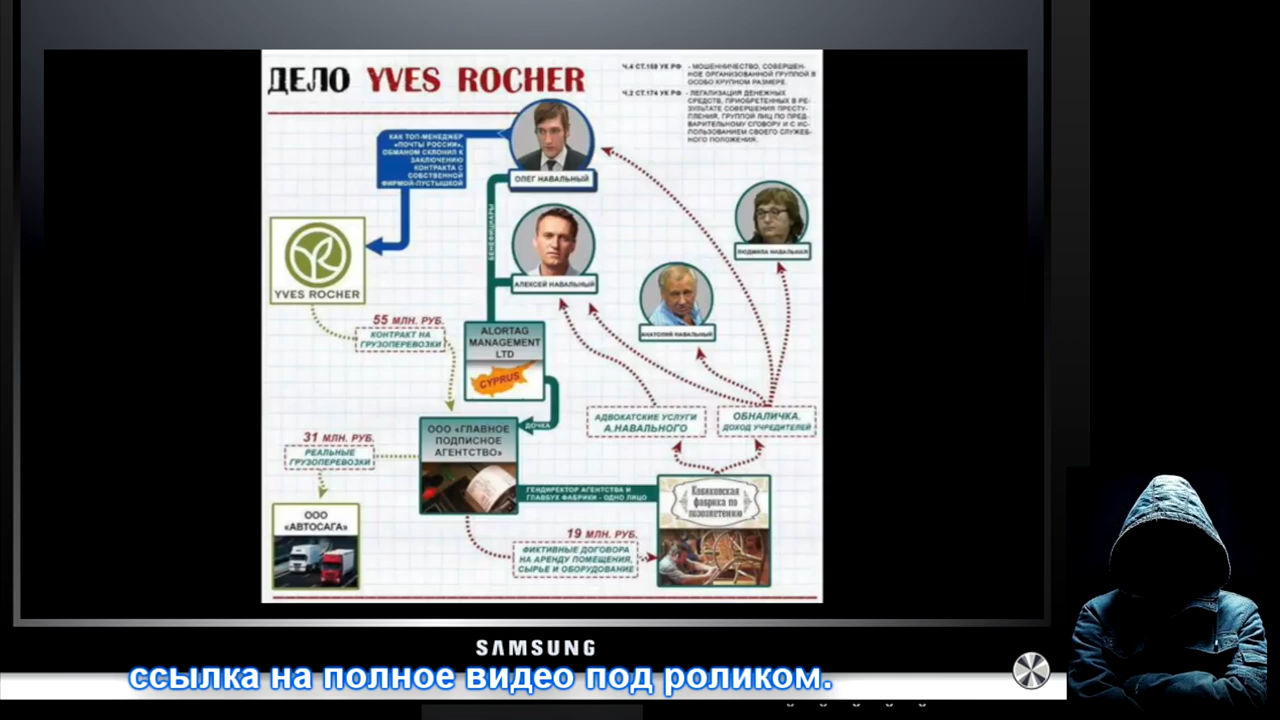 ДЕЛО YVES ROCHER
Ч.4 СТ.159 УК РФ - МОШЕННИЧЕСТВО, СОВЕРШЕН-
НОЕ ОРГАНИЗОВАННОЙ ГРУППОЙ В
ОСОБО КРУПНОМ РАЗМЕРЕ.
Ч.2 СТ.174 УК РФ - ЛЕГАЛИЗАЦИЯ ДЕНЕЖНЫХ
СРЕДСТВ, ПРИОБРЕТЕННЫХ В РЕ-
ЗУЛЬТАТЕ СОВЕРШЕНИЯ ПРЕСТУ-
ПЛЕНИЯ, ГРУППОЙ ЛИЦ ПО ПРЕД-
ВАРИТЕЛЬНОМУ СГОВОРУ И С ИС-
ПОЛЬЗОВАНИЕМ СВОЕГО СЛУЖЕБ-
НОГО ПОЛОЖЕНИЯ.
КАК ТОП-МЕНЕДЖЕР
«ПОЧТЫ РОССИИ»,
ОБМАНОМ СКЛОНИЛ К
ЗАКЛЮЧЕНИЮ
КОНТРАКТА С
СОБСТВЕННОЙ
ФИРМОЙ-ПУСТЫШКОЙ
ОЛЕГ НАВАЛЬНЫЙ
БЕНЕФИЦИАРЫ
ЛЮДМИЛА НАВАЛЬНАЯ
АЛЕКСЕЙ НАВАЛЬНЫЙ
YVES ROCHER
АНАТОЛИЙ НАВАЛЬНЫЙ
55 МЛН. РУБ.
КОНТРАКТ НА
ГРУЗОПЕРЕВОЗКИ
ALORTAG
MANAGEMENT
LTD
CYPRUS
ДОЧКА
АДВОКАТСКИЕ УСЛУГИ
А.НАВАЛЬНОГО
ОБНАЛИЧКА,
ДОХОД УЧРЕДИТЕЛЕЙ
ООО «ГЛАВНОЕ
ПОДПИСНОЕ
АГЕНТСТВО»
31 МЛН. РУБ.
РЕАЛЬНЫЕ
ГРУЗОПЕРЕВОЗКИ
ГЕНДИРЕКТОР АГЕНТСТВА И
ГЛАВБУХ ФАБРИКИ - ОДНО ЛИЦО
Кобяковская
фабрика по
лозоплетению
ООО
«АВТОСАГА»
19 МЛН. РУБ.
ФИКТИВНЫЕ ДОГОВОРА
НА АРЕНДУ ПОМЕЩЕНИЯ,
СЫРЬЕ И ОБОРУДОВАНИЕ
SAMSUNG
ссылка на полное видео под роликом.